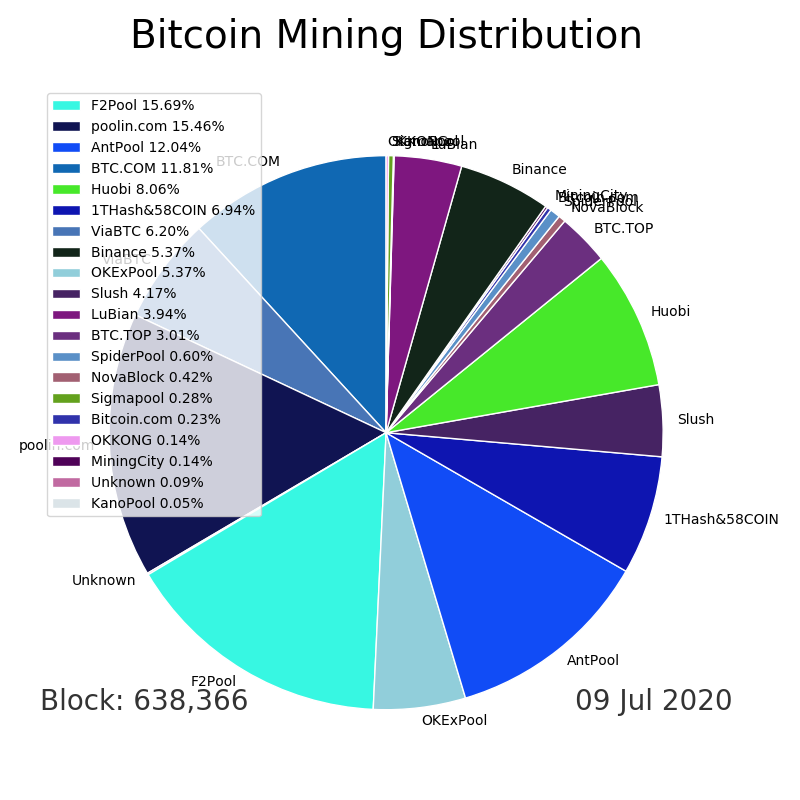 Bitcoin Mining Distribution
F2Pool 15.69%
poolin.com 15.46%
AntPool 12.04%
BTC.COM 11.81%
Huobi 8.06%
1THash&58COIN 6.94%
ViaBTC 6.20%
Binance 5.37%
OKExPool 5.37%
Slush 4.17%
LuBian 3.94%
BTC.TOP 3.01%
SpiderPool 0.60%
NovaBlock 0.42%
Sigmapool 0.28%
Bitcoin.com 0.23%
OKKONG 0.14%
MiningCity 0.14%
Unknown 0.09%
KanoPool 0.05%
BTC.COM
ViaBTC
poolin.com
Unknown
F2Pool
OKExPool
AntPool
1THash&58COIN
Slush
Huobi
BTC.TOP
NovaBlock
SpiderPool
Bitcoin.com
MiningCity
Binance
LuBian
Block: 638,366
09 Jul 2020